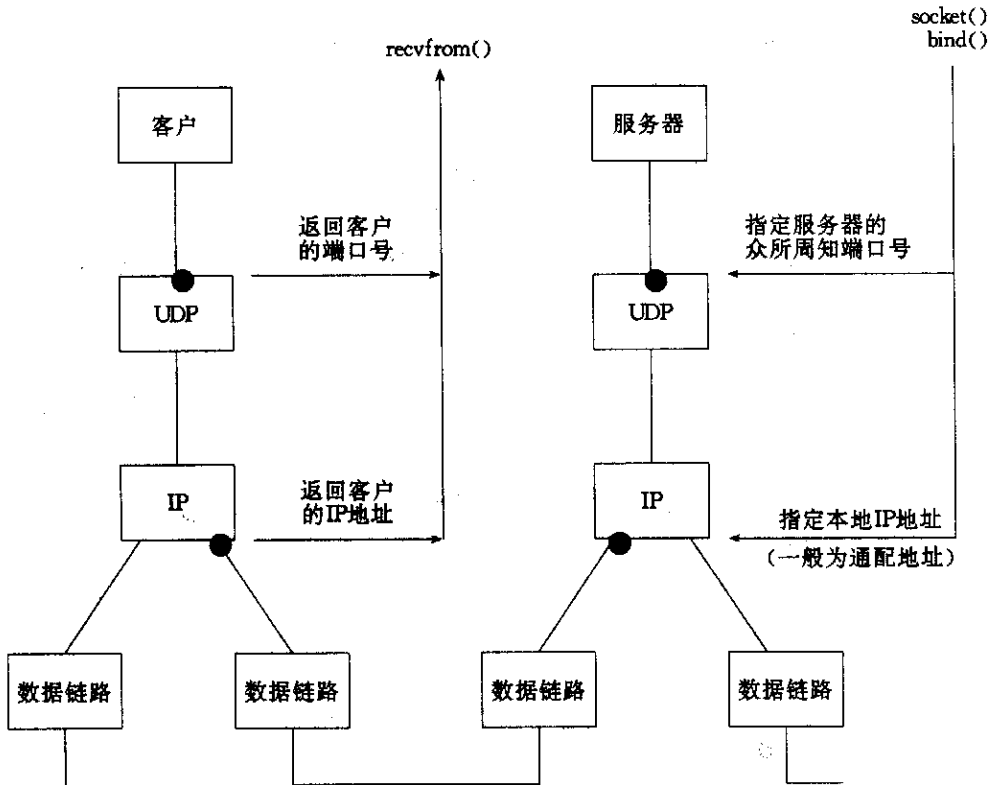 socket()
bind()
recvfrom()
客户
服务器
返回客户
的端口号
指定服务器的
众所周知端口号
UDP
UDP
IP
返回客户
的IP地址
IP
指定本地IP地址
(一般为通配地址)
数据链路
数据链路
数据链路
数据链路